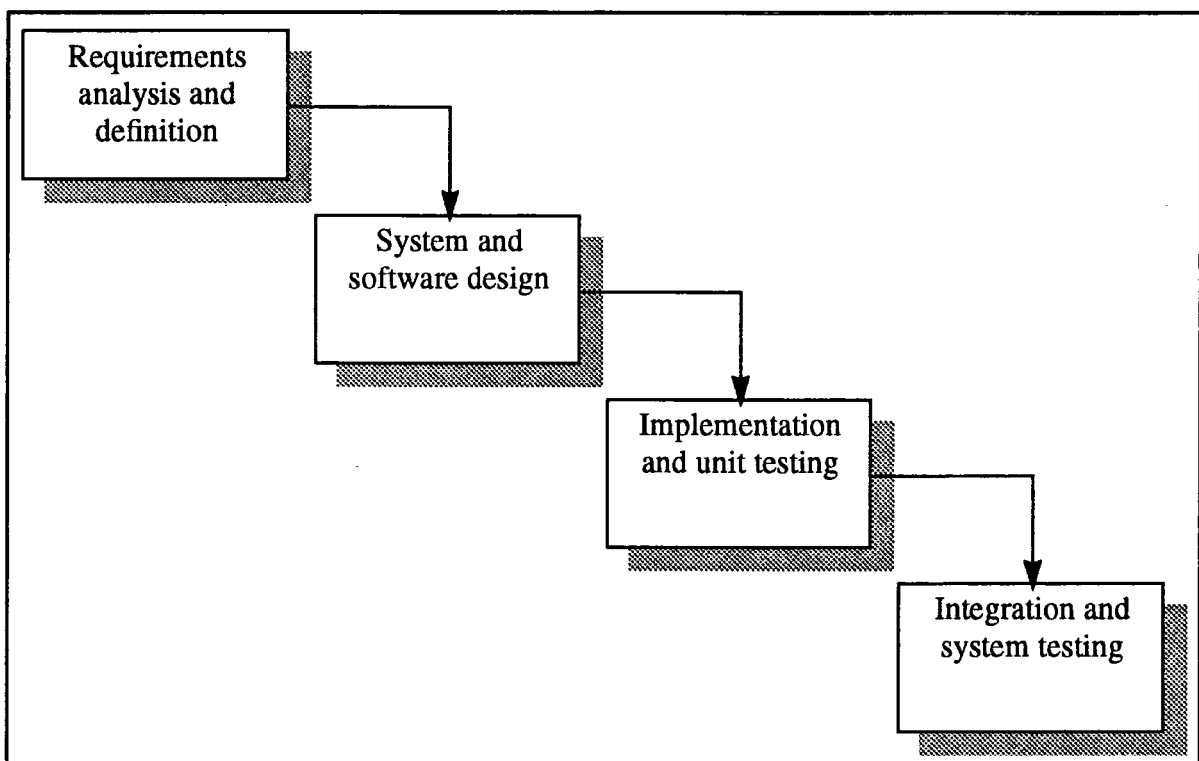 Requirements
analysis and
definition
System and
software design
Implementation
and unit testing
Integration and
system testing